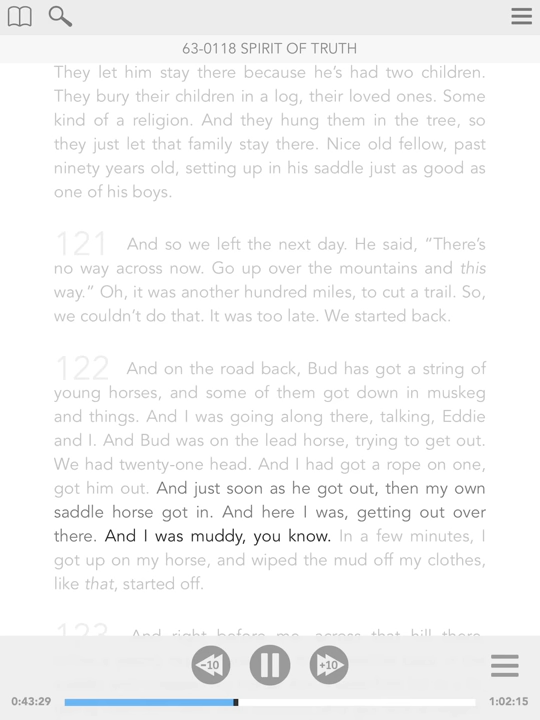 63-0118 SPIRIT OF TRUTH
They let him stay there because he’s had two children.
They bury their children in a log, their loved ones. Some
kind of a religion. And they hung them in the tree, so
they just let that family stay there. Nice old fellow, past
ninety years old, setting up in his saddle just as good as
one of his boys.
121 And so we left the next day. He said, “There’s
no way across now. Go up over the mountains and this
way.” Oh, it was another hundred miles, to cut a trail. So,
we couldn’t do that. It was too late. We started back.
122 And on the road back, Bud has got a string of
young horses, and some of them got down in muskeg
and things. And I was going along there, talking, Eddie
and I. And Bud was on the lead horse, trying to get out.
We had twenty-one head. And I had got a rope on one,
got him out. And just soon as he got out, then my own
saddle horse got in. And here I was, getting out over
there. And I was muddy, you know. In a few minutes, I
got up on my horse, and wiped the mud off my clothes,
like that, started off.
123 And right before me, across that hill there,
-10
+10
0:43:29
1:02:15